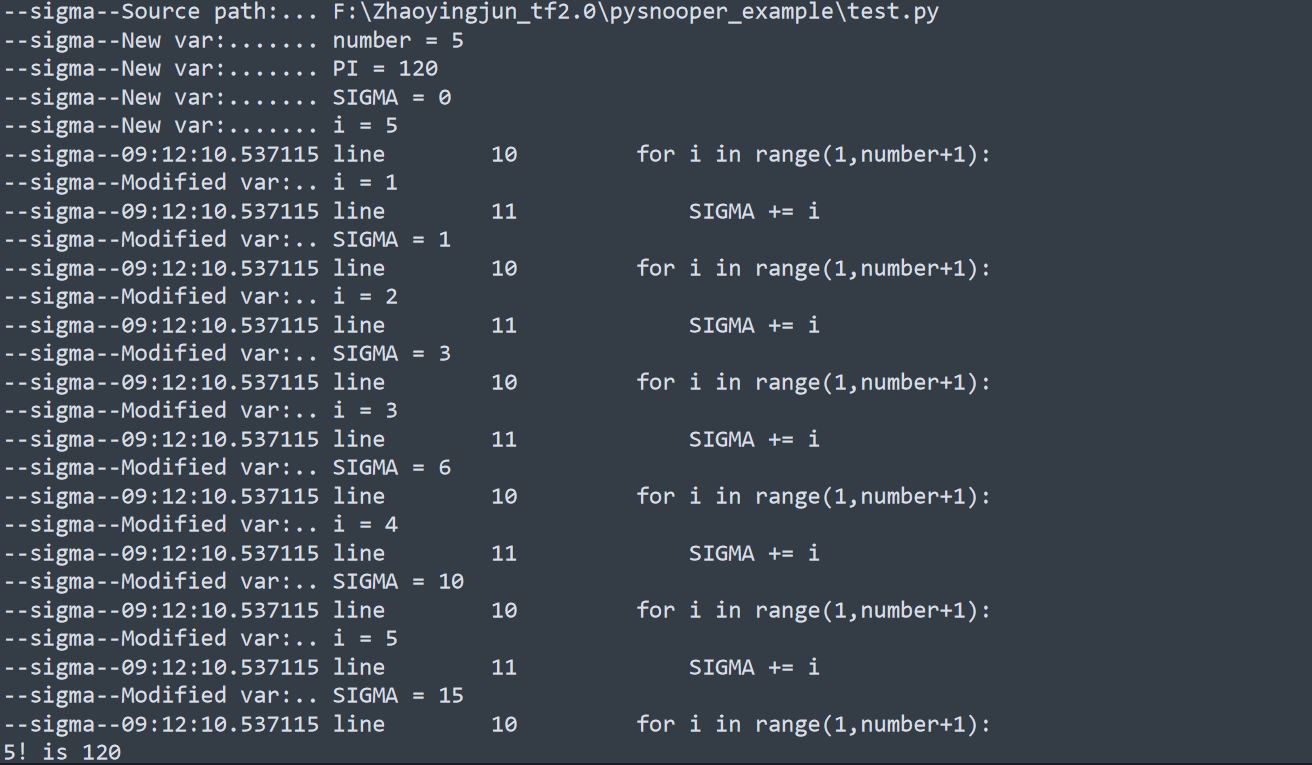 --sigma--Source path:... F:\Zhaoyingjun_tf2.0\pysnooper_example\test.py
--sigma--New var:....... number = 5
--sigma--New var:....... PI = 120
--sigma--New var:....... SIGMA = 0
--sigma--New var:....... i = 5
--sigma--09:12:10.537115 line        10         for i in range(1,number+1):
--sigma--Modified var:.. i = 1
--sigma--09:12:10.537115 line        11             SIGMA += i
--sigma--Modified var:.. SIGMA = 1
--sigma--09:12:10.537115 line        10         for i in range(1,number+1):
--sigma--Modified var:.. i = 2
--sigma--09:12:10.537115 line        11             SIGMA += i
--sigma--Modified var:.. SIGMA = 3
--sigma--09:12:10.537115 line        10         for i in range(1,number+1):
--sigma--Modified var:.. i = 3
--sigma--09:12:10.537115 line        11             SIGMA += i
--sigma--Modified var:.. SIGMA = 6
--sigma--09:12:10.537115 line        10         for i in range(1,number+1):
--sigma--Modified var:.. i = 4
--sigma--09:12:10.537115 line        11             SIGMA += i
--sigma--Modified var:.. SIGMA = 10
--sigma--09:12:10.537115 line        10         for i in range(1,number+1):
--sigma--Modified var:.. i = 5
--sigma--09:12:10.537115 line        11             SIGMA += i
--sigma--Modified var:.. SIGMA = 15
--sigma--09:12:10.537115 line        10         for i in range(1,number+1):
5! is 120